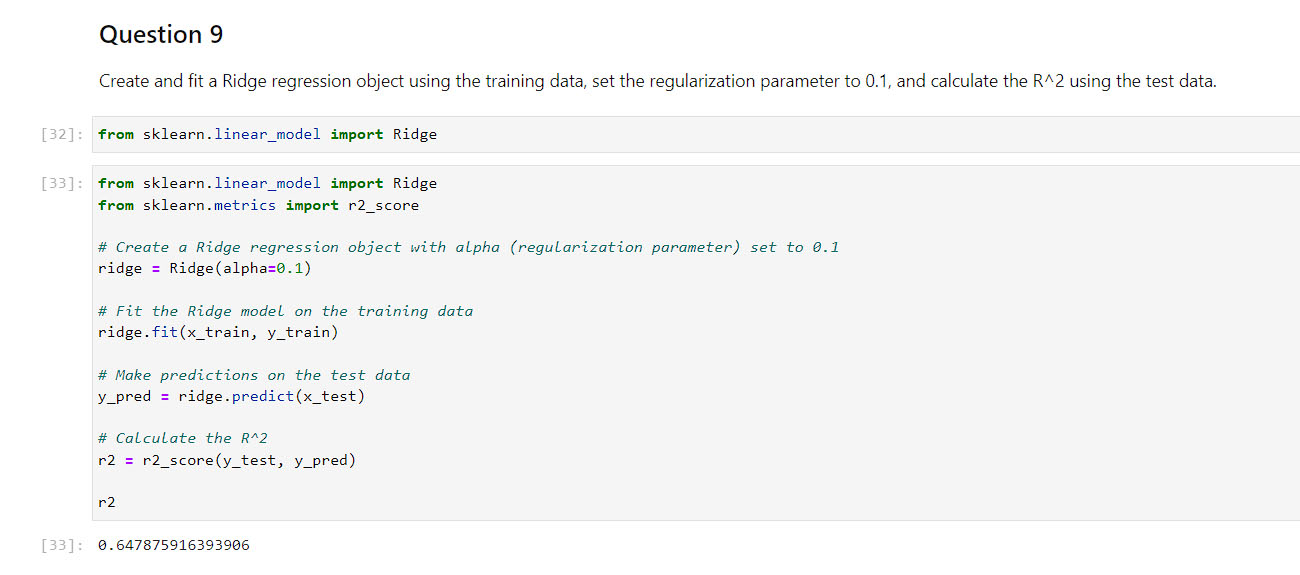 Question 9
Create and fit a Ridge regression object using the training data, set the regularization parameter to 0.1, and calculate the R^2 using the test data.
[32]: from sklearn.linear_model import Ridge
[33]: from sklearn.linear_model import Ridge
from sklearn.metrics import r2_score
# Create a Ridge regression object with alpha (regularization parameter) set to 0.1
ridge = Ridge(alpha=0.1)
# Fit the Ridge model on the training data
ridge.fit(x_train, y_train)
# Make predictions on the test data
y_pred = ridge.predict(x_test)
# Calculate the R^2
r2 = r2_score(y_test, y_pred)
r2
[33]: 0.647875916393906